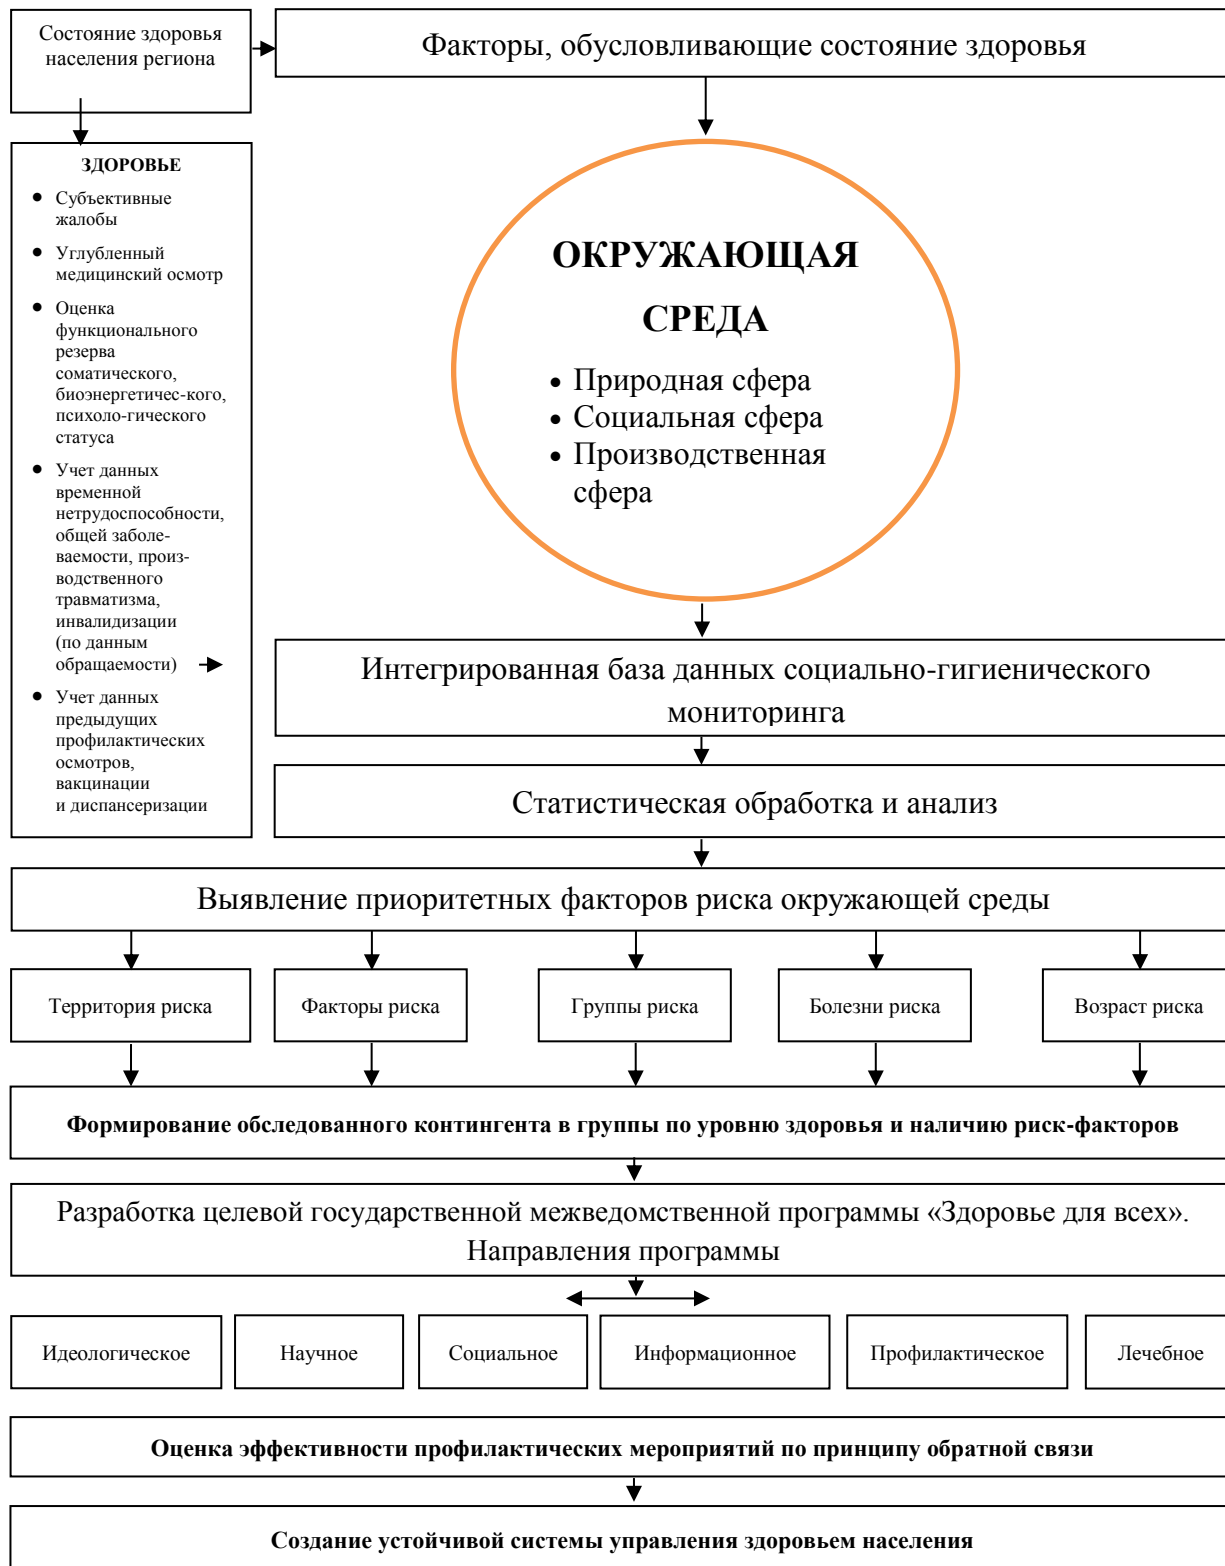 Состояние здоровья
населения региона
Факторы, обусловливающие состояние здоровья
ЗДОРОВЬЕ
• Субъективные
жалобы
• Углубленный
медицинский осмотр
• Оценка
функционального
резерва
соматического,
биоэнергетичес-кого,
психоло-гического
статуса
• Учет данных
временной
нетрудоспособности,
общей заболе-
ваемости, произ-
водственного
травматизма,
инвалидизации
(по данным
обращаемости)
• Учет данных
предыдущих
профилактических
осмотров,
вакцинации
и диспансеризации
ОКРУЖАЮЩАЯ
СРЕДА
• Природная сфера
• Социальная сфера
• Производственная
сфера
Интегрированная база данных социально-гигиенического
мониторинга
Статистическая обработка и анализ
Выявление приоритетных факторов риска окружающей среды
Территория риска
Факторы риска
Группы риска
Болезни риска
Возраст риска
Формирование обследованного контингента в группы по уровню здоровья и наличию риск-факторов
Разработка целевой государственной межведомственной программы «Здоровье для всех».
Направления программы
Идеологическое
Научное
Социальное
Информационное
Профилактическое
Лечебное
Оценка эффективности профилактических мероприятий по принципу обратной связи
Создание устойчивой системы управления здоровьем населения